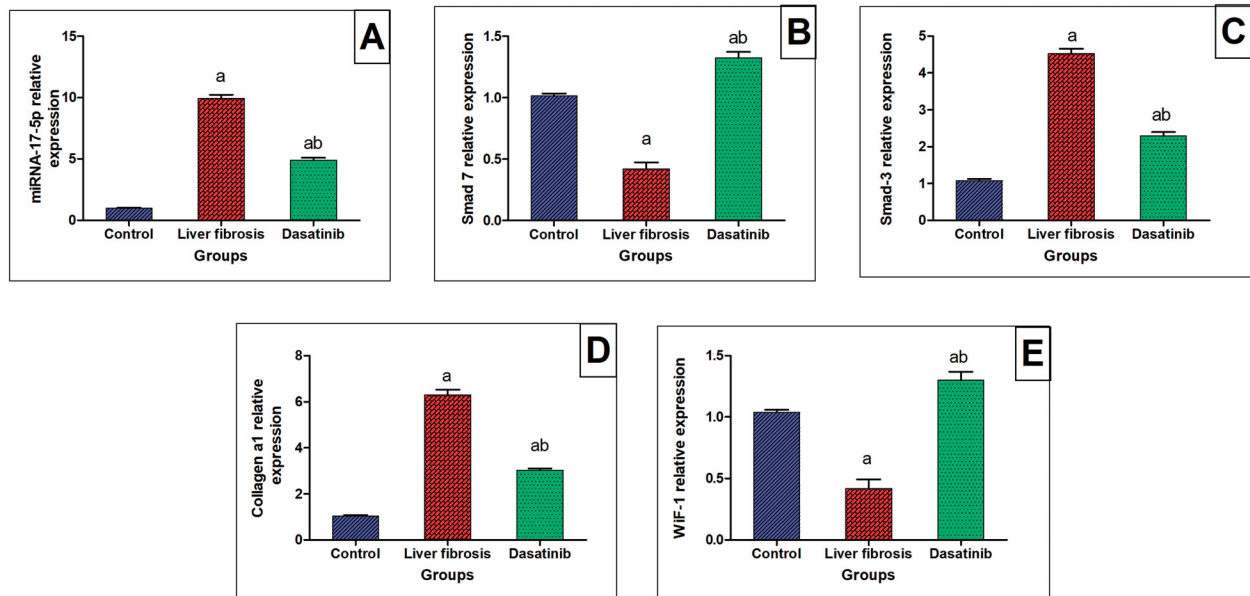 A
miRNA-17-5p relative
expression
15
10
5
0
a
ab
Control Liver fibrosis Dasatinib
Groups
B
Smad 7 relative expression
1.5
1.0
0.5
0.0
a
ab
Control Liver fibrosis Dasatinib
Groups
C
Smad-3 relative expression
5
4
3
2
1
0
a
ab
Control Liver fibrosis Dasatinib
Groups
D
Collagen a1 relative
expression
8
6
4
2
0
a
ab
Control Liver fibrosis Dasatinib
Groups
E
WiF-1 relative expression
1.5
1.0
0.5
0.0
a
ab
Control Liver fibrosis Dasatinib
Groups